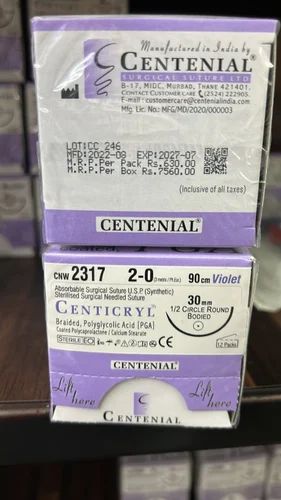 Manufactured in India by
CENTENIAL®
SURGICAL SUTURE LTD
B-17, MIDC, MURBAD, THANE 421401.
CONTACT CUSTOMER CARE (2524) 222905.
E-mail : customercare@centenialindia.com
Mfg. Lic. No.: MFG/MD/2020/000003
LOT:CC 246
MFD:2022-08 EXP:2027-07
M.R.P.Per Pack Rs.630.00
M.R.P.Per Box Rs.7560.00
(inclusive of all taxes)
CENTENIAL®
CNW 2317 2-0 90cm Violet
Absorbable Surgical Suture U.S.P. (Synthetic)
Sterilised Surgical Needled Suture
CENTICRYL®
Braided, Polyglycolic Acid [PGA]
Coated Polycaprolactone / Calcium Stearate
STERILE EO
30mm
1/2 CIRCLE ROUND
BODIED
12 Packs
CENTENIAL®
Lift here
CENTENIAL
Lift here